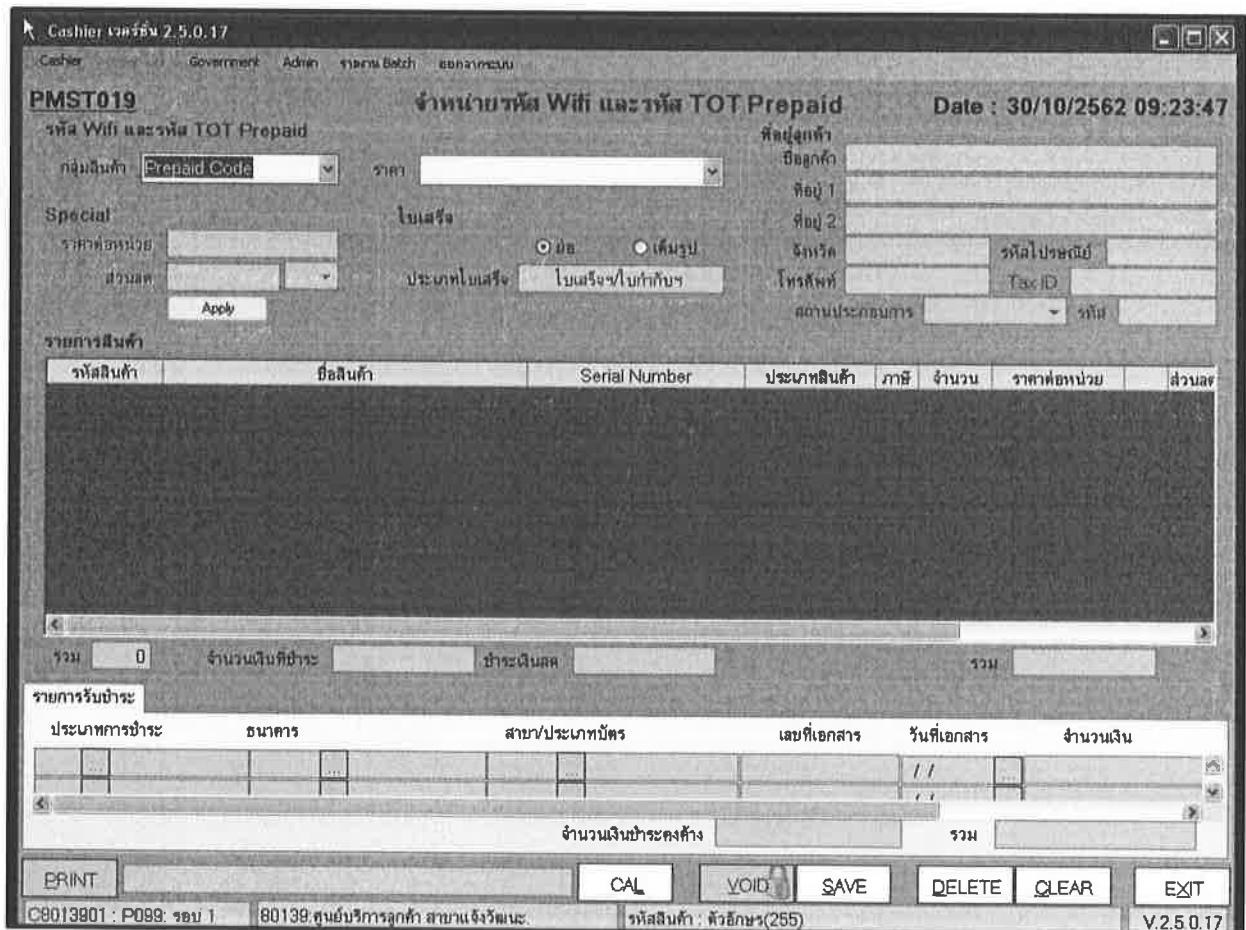 Cashier เวอร์ชั่น 2.5.0.17
Cashier Government Admin รายงาน Batch ออกจากระบบ
PMST019 จำหน่ายรหัส Wifi และรหัส TOT Prepaid Date : 30/10/2562 09:23:47
รหัส Wifi และรหัส TOT Prepaid ที่อยู่ลูกค้า
กลุ่มสินค้า Prepaid Code ราคา ชื่อลูกค้า
ที่อยู่ 1
Special ใบเสร็จ ที่อยู่ 2
ราคาต่อหน่วย ย่อ เต็มรูป จังหวัด รหัสไปรษณีย์
ส่วนลด ประเภทใบเสร็จ ใบเสร็จฯ/ใบกำกับฯ โทรศัพท์ Tax ID
Apply สถานประกอบการ รหัส
รายการสินค้า
รหัสสินค้า ชื่อสินค้า Serial Number ประเภทสินค้า ภาษี จำนวน ราคาต่อหน่วย ส่วนลด
รวม 0 จำนวนเงินที่ชำระ ชำระเงินสด รวม
รายการรับชำระ
ประเภทการชำระ ธนาคาร สาขา/ประเภทบัตร เลขที่เอกสาร วันที่เอกสาร จำนวนเงิน
... ... ... / / ...
/ /
จำนวนเงินชำระคงค้าง รวม
PRINT CAL VOID SAVE DELETE CLEAR EXIT
C8013901 : P099: รอบ 1 80139:ศูนย์บริการลูกค้า สาขาแจ้งวัฒนะ. รหัสสินค้า : ตัวอักษร(255) V.2.5.0.17